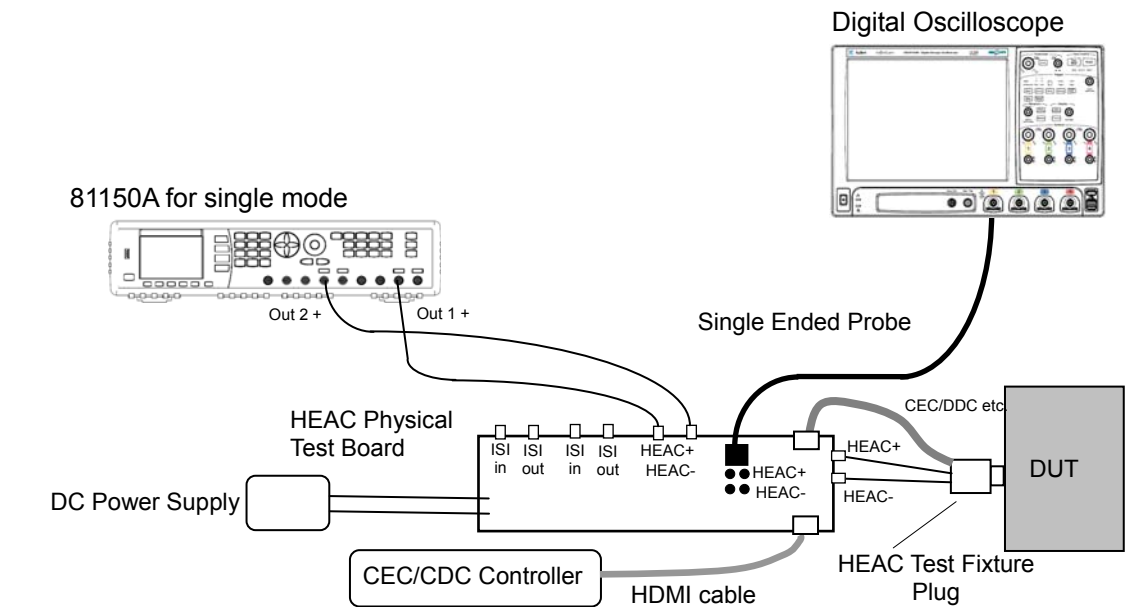 Digital Oscilloscope
81150A for single mode
Out 2 +
Out 1 +
Single Ended Probe
HEAC Physical
Test Board
CEC/DDC etc.
ISI
in
ISI
out
ISI
in
ISI
out
HEAC+
HEAC-
HEAC+
HEAC-
HEAC+
HEAC-
DUT
DC Power Supply
HEAC Test Fixture
Plug
CEC/CDC Controller
HDMI cable